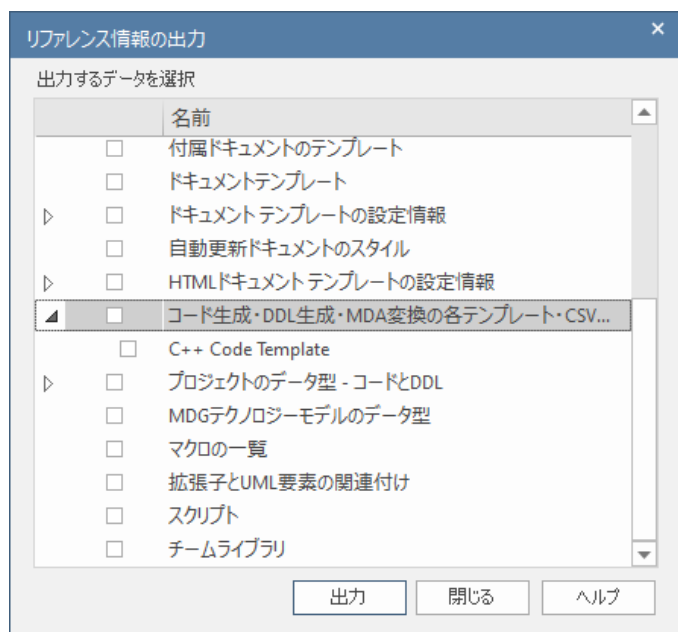 リファレンス情報の出力
出力するデータを選択
名前
付属ドキュメントのテンプレート
ドキュメントテンプレート
ドキュメント テンプレートの設定情報
自動更新ドキュメントのスタイル
HTMLドキュメント テンプレートの設定情報
コード生成・DDL生成・MDA変換の各テンプレート・CSV...
C++ Code Template
プロジェクトのデータ型 - コードとDDL
MDGテクノロジーモデルのデータ型
マクロの一覧
拡張子とUML要素の関連付け
スクリプト
チームライブラリ
出力 閉じる ヘルプ